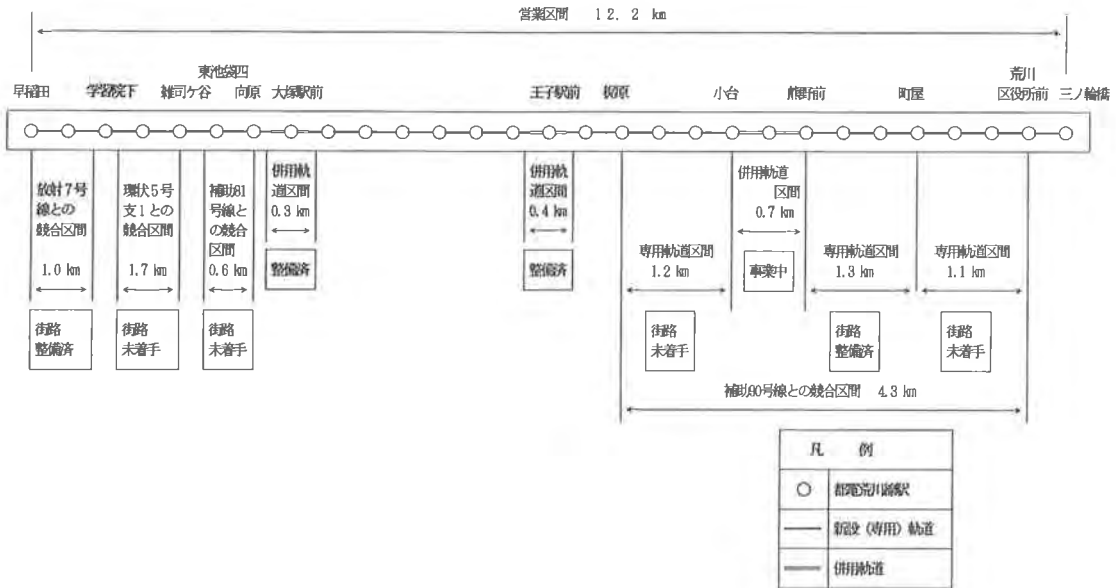 営業区間 12.2 km
早稲田 学習院下 雑司ケ谷 東池袋四 向原 大塚駅前 王子駅前 梶原 小台 熊野前 町屋 荒川区役所前 三ノ輪橋
放射7号
線との
競合区間
1.0 km
環状5号
支1との
競合区間
1.7 km
補助81
号線と
の競合
区間
0.6 km
併用軌
道区間
0.3 km
整備済
併用軌
道区間
0.4 km
整備済
専用軌道区間
1.2 km
併用軌道
区間
0.7 km
事業中
専用軌道区間
1.3 km
専用軌道区間
1.1 km
街路
整備済
街路
未着手
街路
未着手
街路
未着手
街路
整備済
街路
未着手
補助90号線との競合区間 4.3 km
凡 例
都電荒川線駅
新設(専用)軌道
併用軌道